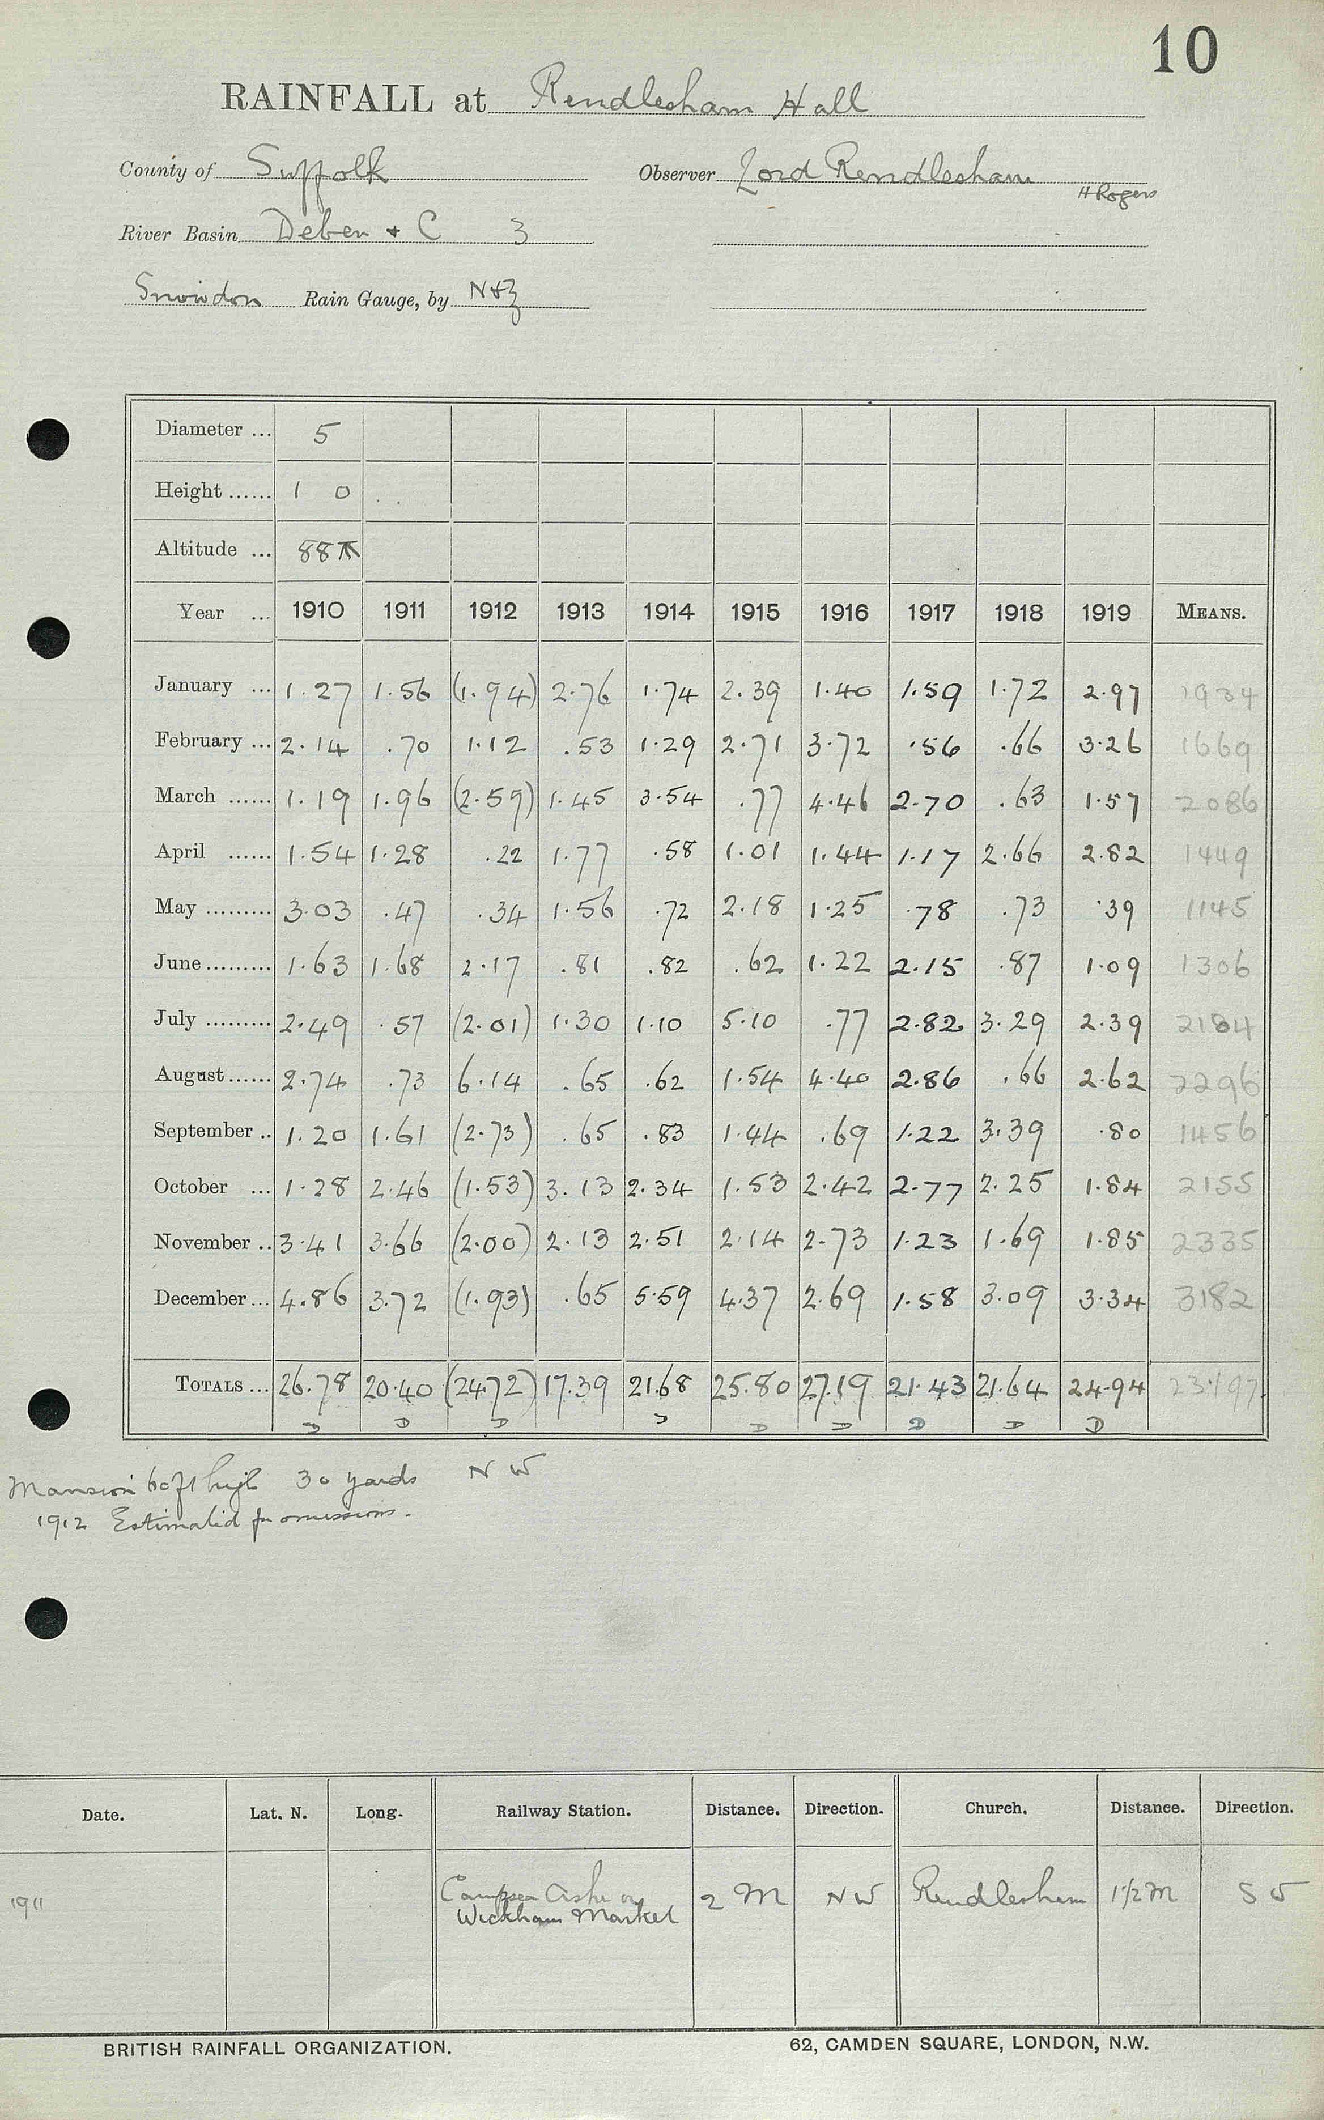 10
RAINFALL at Rendlesham Hall
County of Suffolk Observer Lord Rendlesham
H Rogers
River Basin Deben + C 3
Snowdon Rain Gauge, by N+Z
Diameter ... 5
Height ...... 1 0
Altitude ... 88
Year ... 1910 1911 1912 1913 1914 1915 1916 1917 1918 1919 MEANS.
January ... 1.27 1.56 (1.94) 2.76 1.74 2.39 1.40 1.59 1.72 2.97 1934
February ... 2.14 .70 1.12 .53 1.29 2.71 3.72 .56 .66 3.26 1669
March ...... 1.19 1.96 (2.59) 1.45 3.54 .77 4.46 2.70 .63 1.57 2086
April ...... 1.54 1.28 .22 1.77 .58 1.01 1.44 1.17 2.66 2.82 1449
May ......... 3.03 .47 .34 1.56 .72 2.18 1.25 .78 .73 .39 1145
June ......... 1.63 1.68 2.17 .81 .82 .62 1.22 2.15 .87 1.09 1306
July ......... 2.49 .57 (2.01) 1.30 1.10 5.10 .77 2.82 3.29 2.39 2184
August ...... 2.74 .73 6.14 .65 .62 1.54 4.40 2.86 .66 2.62 2296
September .. 1.20 1.61 (2.73) .65 .83 1.44 .69 1.22 3.39 .80 1456
October ... 1.28 2.46 (1.53) 3.13 2.34 1.53 2.42 2.77 2.25 1.84 2155
November .. 3.41 3.66 (2.00) 2.13 2.51 2.14 2.73 1.23 1.69 1.85 2335
December ... 4.86 3.72 (1.93) .65 5.59 4.37 2.69 1.58 3.09 3.34 3182
TOTALS ... 26.78 20.40 (24.72) 17.39 21.68 25.80 27.19 21.43 21.64 24.94 23.197
D D D D D D D D D
Mansion 60 ft high 30 yards N W
1912 Estimated for omissions.
Date. Lat. N. Long. Railway Station. Distance. Direction. Church. Distance. Direction.
1911 Campsea Ashe or 2 M NW Rendlesham 1 1/2 M SW
Wickham Market
BRITISH RAINFALL ORGANIZATION. 62, CAMDEN SQUARE, LONDON, N.W.